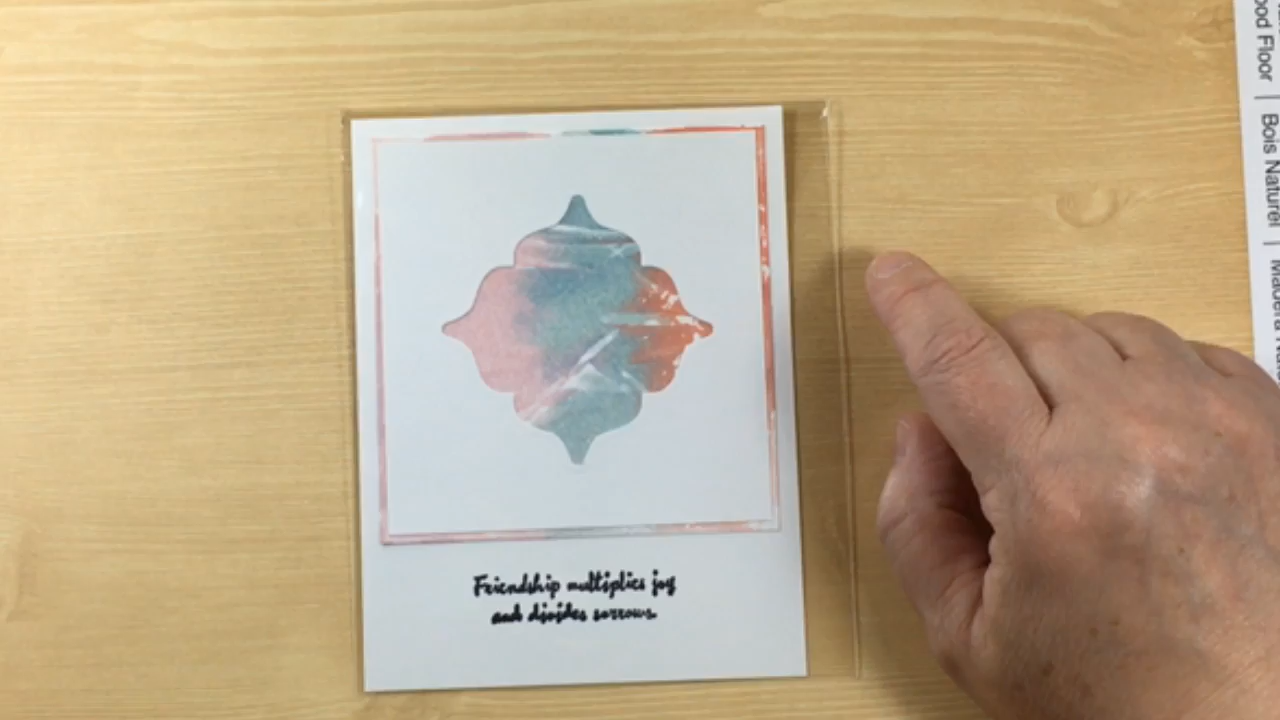 Friendship multiplies joy
and divides sorrows.
ood Floor | Bois Naturel |